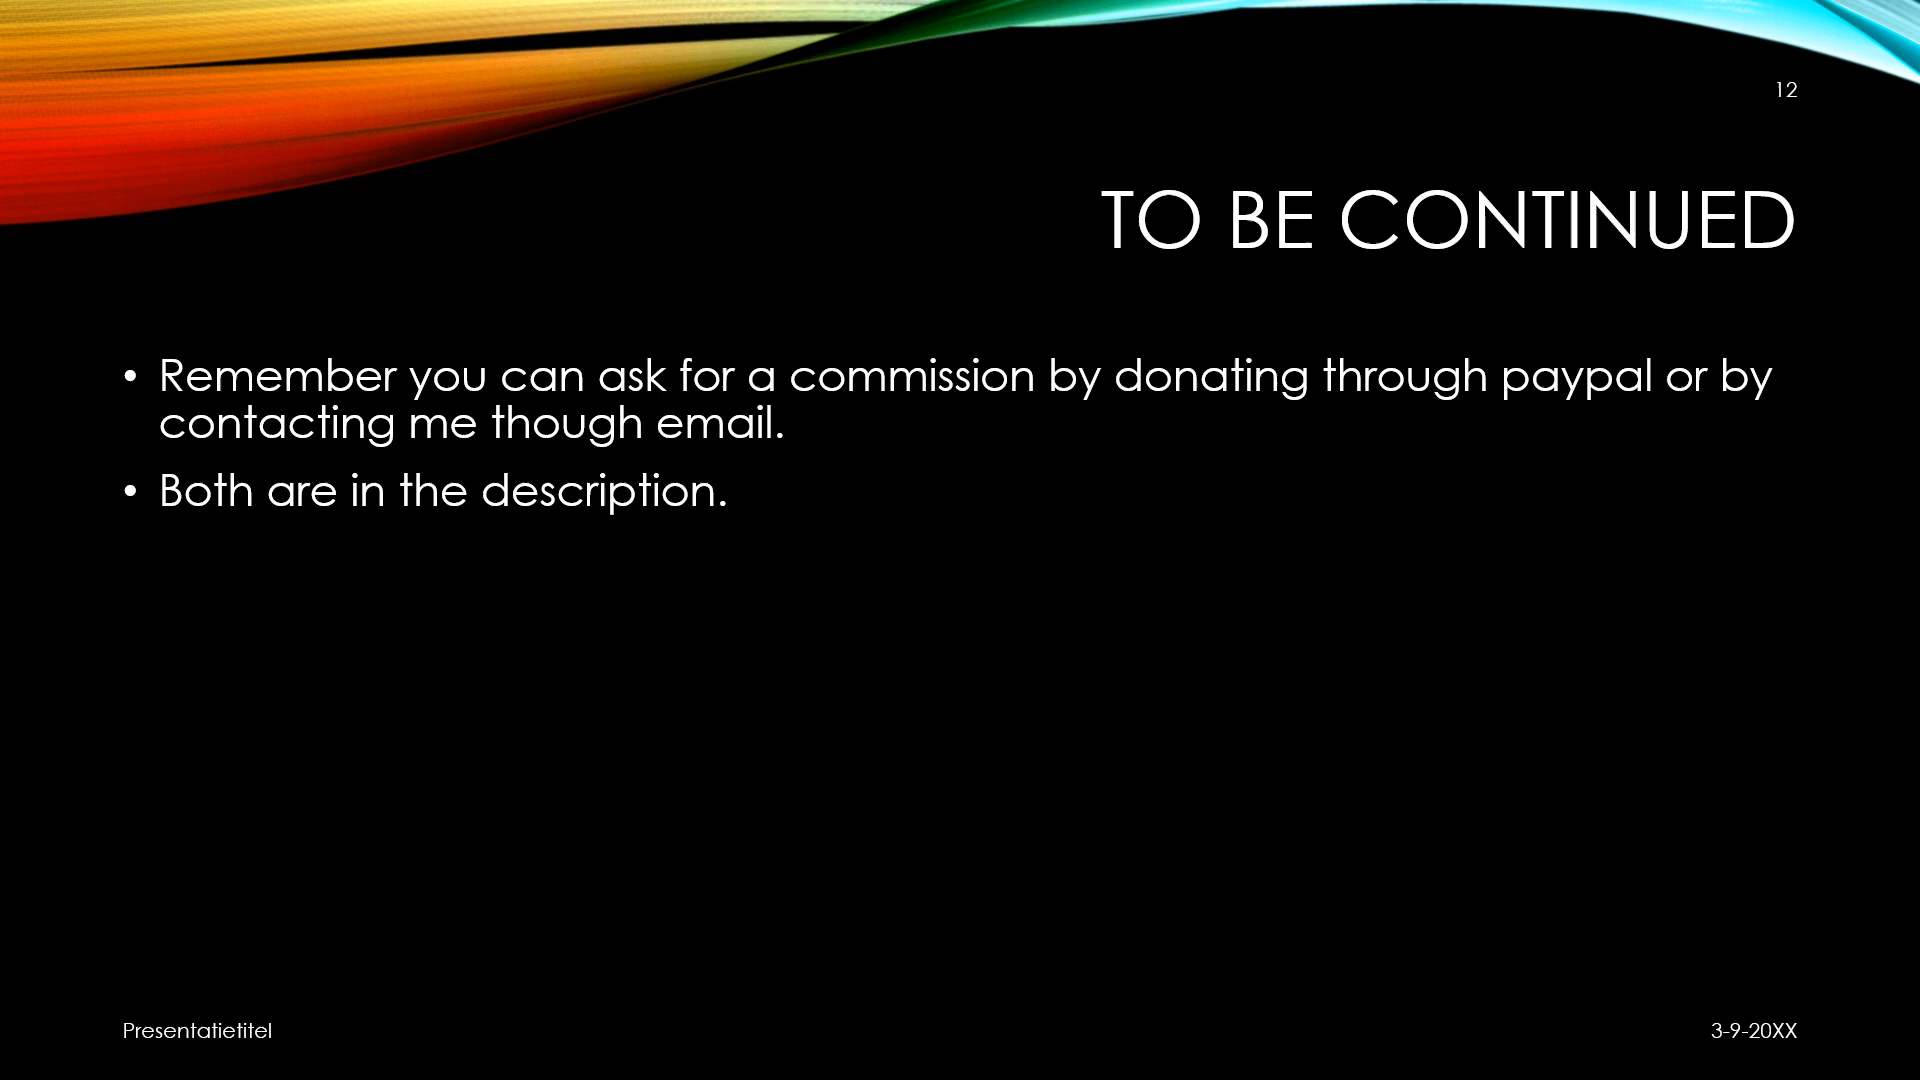 12
TO BE CONTINUED
• Remember you can ask for a commission by donating through paypal or by
contacting me though email.
• Both are in the description.
Presentatietitel
3-9-20XX